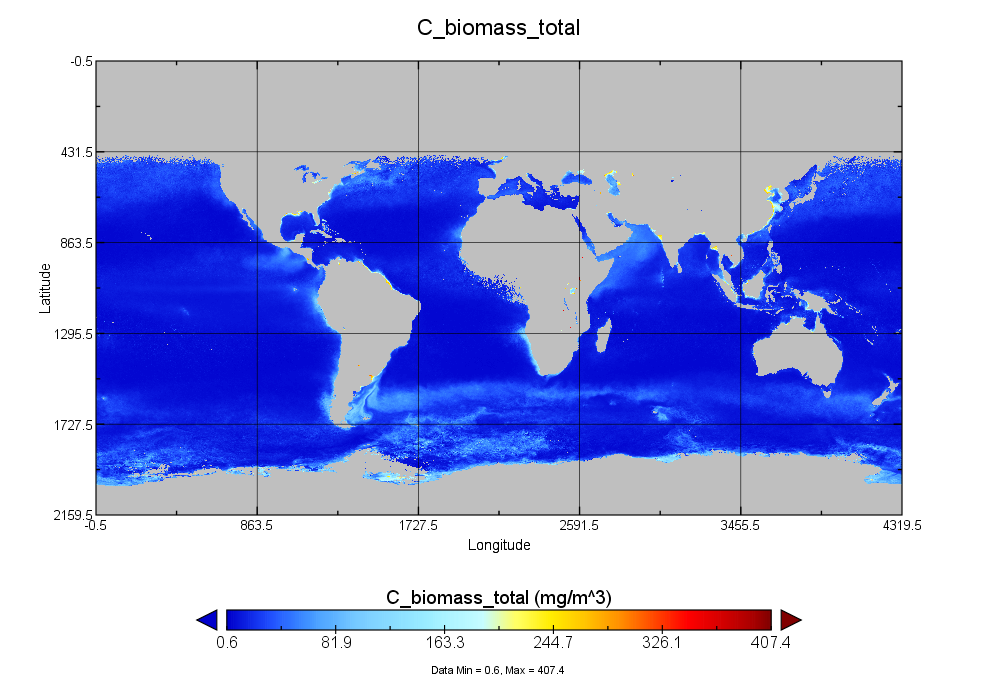 C_biomass_total
-0.5
431.5
863.5
1295.5
1727.5
2159.5
Latitude
-0.5 863.5 1727.5 2591.5 3455.5 4319.5
Longitude
C_biomass_total (mg/m^3)
0.6 81.9 163.3 244.7 326.1 407.4
Data Min = 0.6, Max = 407.4